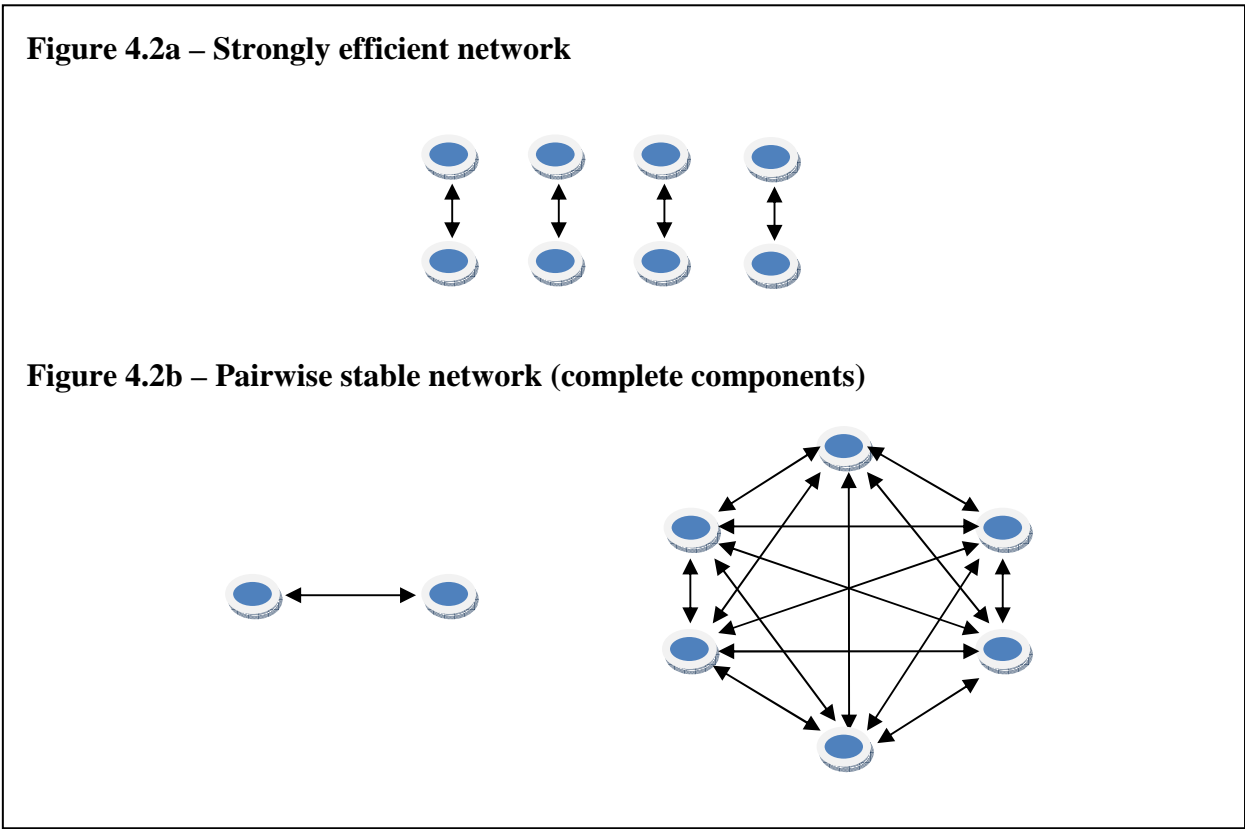 Figure 4.2a – Strongly efficient network
Figure 4.2b – Pairwise stable network (complete components)